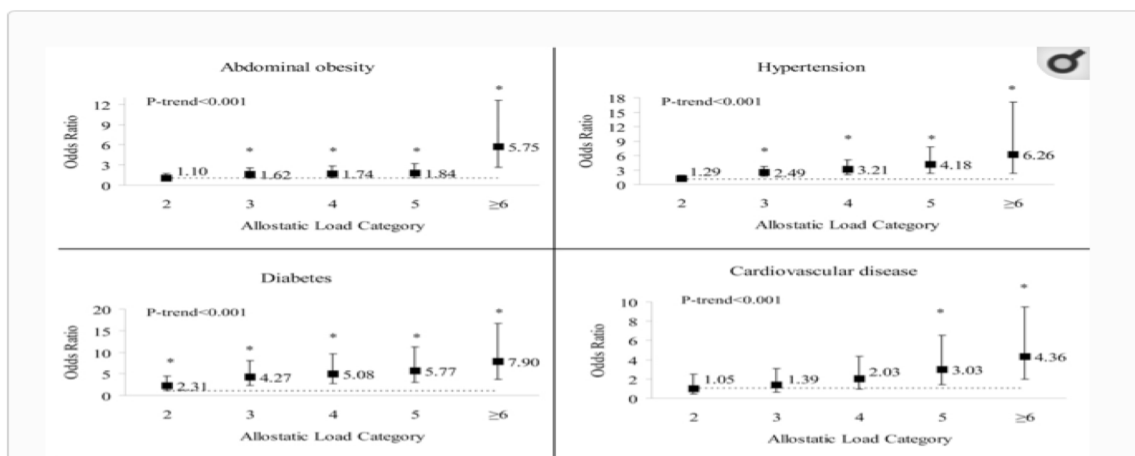 Abdominal obesity
P-trend<0.001
Odds Ratio
12
9
6
3
0
*
*
*
*
1.10
1.62
1.74
1.84
5.75
2 3 4 5 ≥6
Allostatic Load Category
Hypertension
P-trend<0.001
Odds Ratio
18
15
12
9
6
3
0
*
*
*
*
1.29
2.49
3.21
4.18
6.26
2 3 4 5 ≥6
Allostatic Load Category
Diabetes
P-trend<0.001
Odds Ratio
20
15
10
5
0
*
*
*
*
*
2.31
4.27
5.08
5.77
7.90
2 3 4 5 ≥6
Allostatic Load Category
Cardiovascular disease
P-trend<0.001
Odds Ratio
10
8
6
4
2
0
*
*
1.05
1.39
2.03
3.03
4.36
2 3 4 5 ≥6
Allostatic Load Category